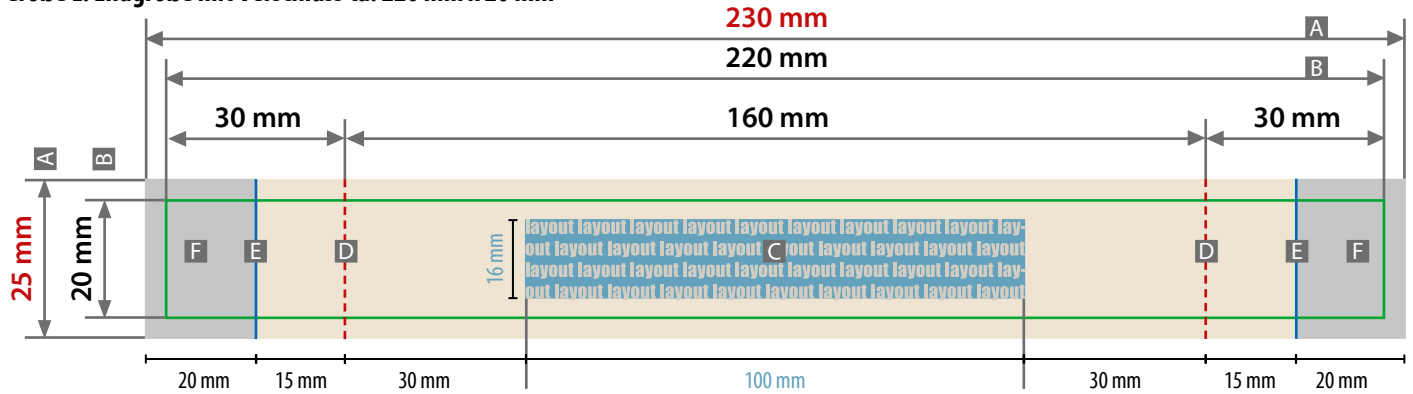 230 mm
A
220 mm
B
30 mm 160 mm 30 mm
A B
25 mm
20 mm
F E D C D E F
16 mm
layout layout layout layout layout layout layout layout layout lay-
out layout layout layout layout layout layout layout layout layout
layout layout layout layout layout layout layout layout layout lay-
out layout layout layout layout layout layout layout layout layout
20 mm 15 mm 30 mm 100 mm 30 mm 15 mm 20 mm